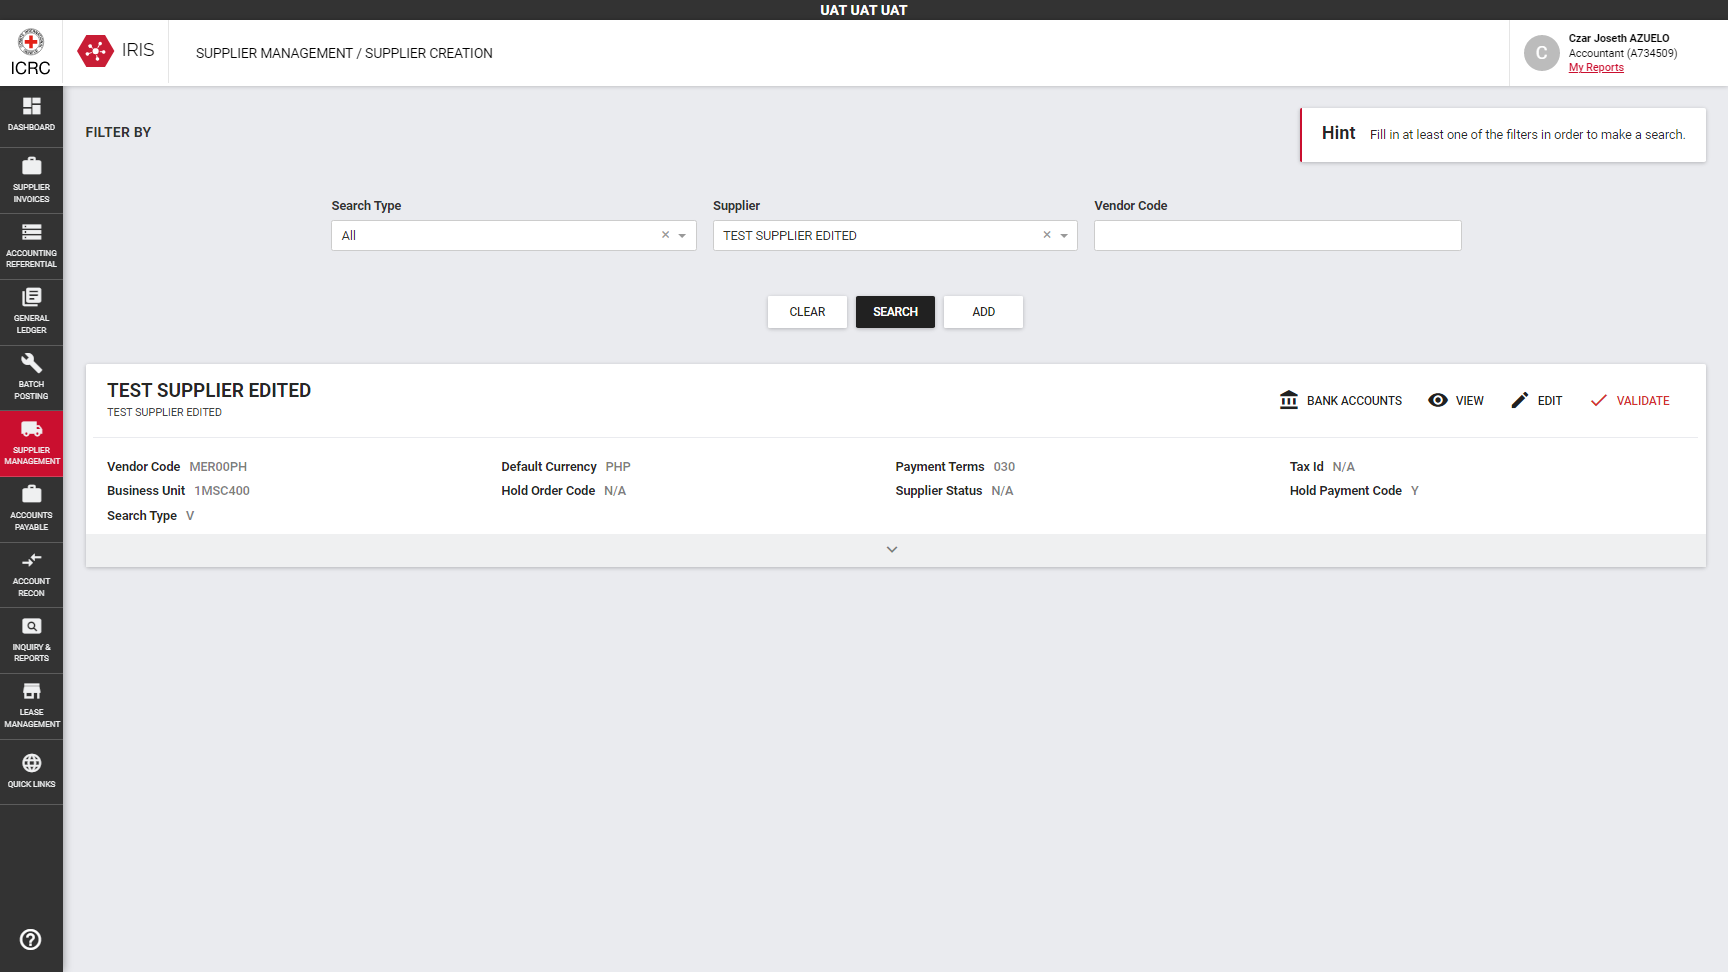 UAT UAT UAT
ICRC
IRIS
SUPPLIER MANAGEMENT / SUPPLIER CREATION
C
Czar Joseth AZUELO
Accountant (A734509)
My Reports
DASHBOARD
SUPPLIER
INVOICES
ACCOUNTING
REFERENTIAL
GENERAL
LEDGER
BATCH
POSTING
SUPPLIER
MANAGEMENT
ACCOUNTS
PAYABLE
ACCOUNT
RECON
INQUIRY &
REPORTS
LEASE
MANAGEMENT
QUICK LINKS
FILTER BY
Hint Fill in at least one of the filters in order to make a search.
Search Type Supplier Vendor Code
All × TEST SUPPLIER EDITED ×
CLEAR SEARCH ADD
TEST SUPPLIER EDITED
TEST SUPPLIER EDITED
BANK ACCOUNTS VIEW EDIT VALIDATE
Vendor Code MER00PH Default Currency PHP Payment Terms 030 Tax Id N/A
Business Unit 1MSC400 Hold Order Code N/A Supplier Status N/A Hold Payment Code Y
Search Type V